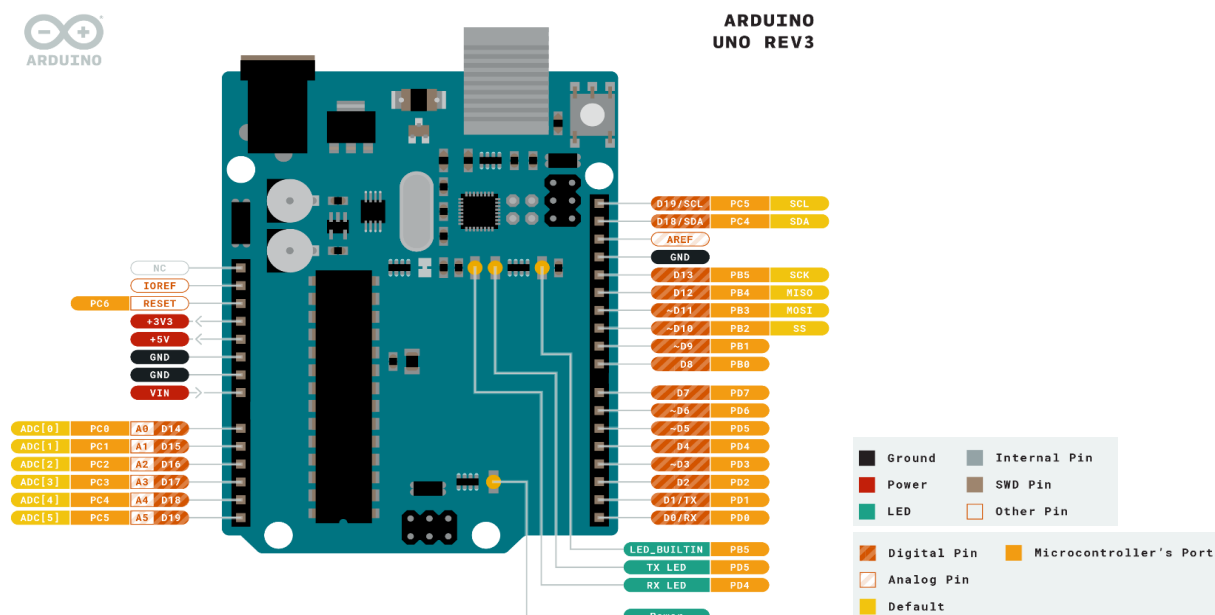 ARDUINO
ARDUINO
UNO REV3
D19/SCL PC5 SCL
D18/SDA PC4 SDA
AREF
GND
D13 PB5 SCK
D12 PB4 MISO
~D11 PB3 MOSI
~D10 PB2 SS
~D9 PB1
D8 PB0
D7 PD7
~D6 PD6
~D5 PD5
D4 PD4
~D3 PD3
D2 PD2
D1/TX PD1
D0/RX PD0
NC
IOREF
PC6 RESET
+3V3
+5V
GND
GND
VIN
ADC[0] PC0 A0 D14
ADC[1] PC1 A1 D15
ADC[2] PC2 A2 D16
ADC[3] PC3 A3 D17
ADC[4] PC4 A4 D18
ADC[5] PC5 A5 D19
LED_BUILTIN PB5
TX LED PD5
RX LED PD4
Power
Ground Internal Pin
Power SWD Pin
LED Other Pin
Digital Pin Microcontroller's Port
Analog Pin
Default